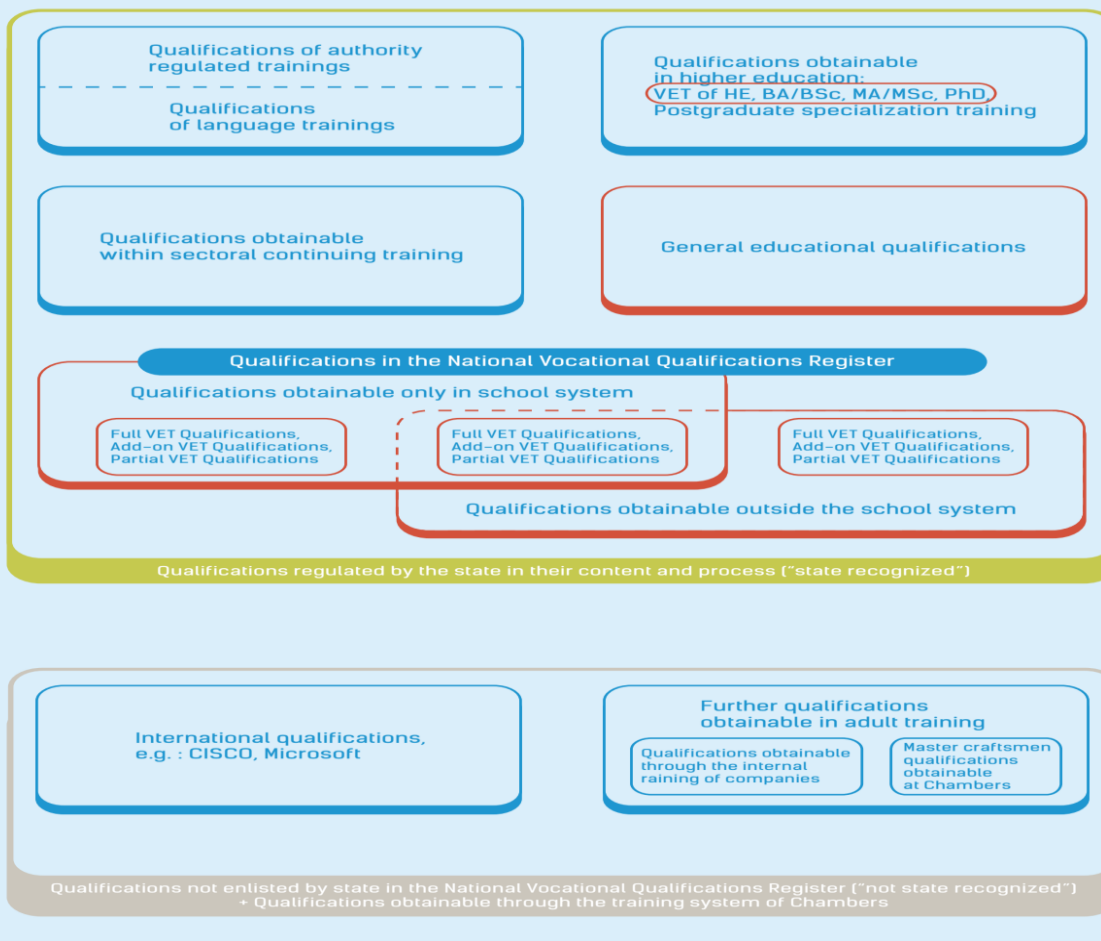 Qualifications of authority
regulated trainings
Qualifications
of language trainings
Qualifications obtainable
in higher education:
VET of HE, BA/BSc, MA/MSc, PhD,
Postgraduate specialization training
Qualifications obtainable
within sectoral continuing training
General educational qualifications
Qualifications in the National Vocational Qualifications Register
Qualifications obtainable only in school system
Full VET Qualifications,
Add-on VET Qualifications,
Partial VET Qualifications
Full VET Qualifications,
Add-on VET Qualifications,
Partial VET Qualifications
Full VET Qualifications,
Add-on VET Qualifications,
Partial VET Qualifications
Qualifications obtainable outside the school system
Qualifications regulated by the state in their content and process ("state recognized")
International qualifications,
e.g. : CISCO, Microsoft
Further qualifications
obtainable in adult training
Qualifications obtainable
through the internal
raining of companies
Master craftsmen
qualifications
obtainable
at Chambers
Qualifications not enlisted by state in the National Vocational Qualifications Register ("not state recognized")
+ Qualifications obtainable through the training system of Chambers